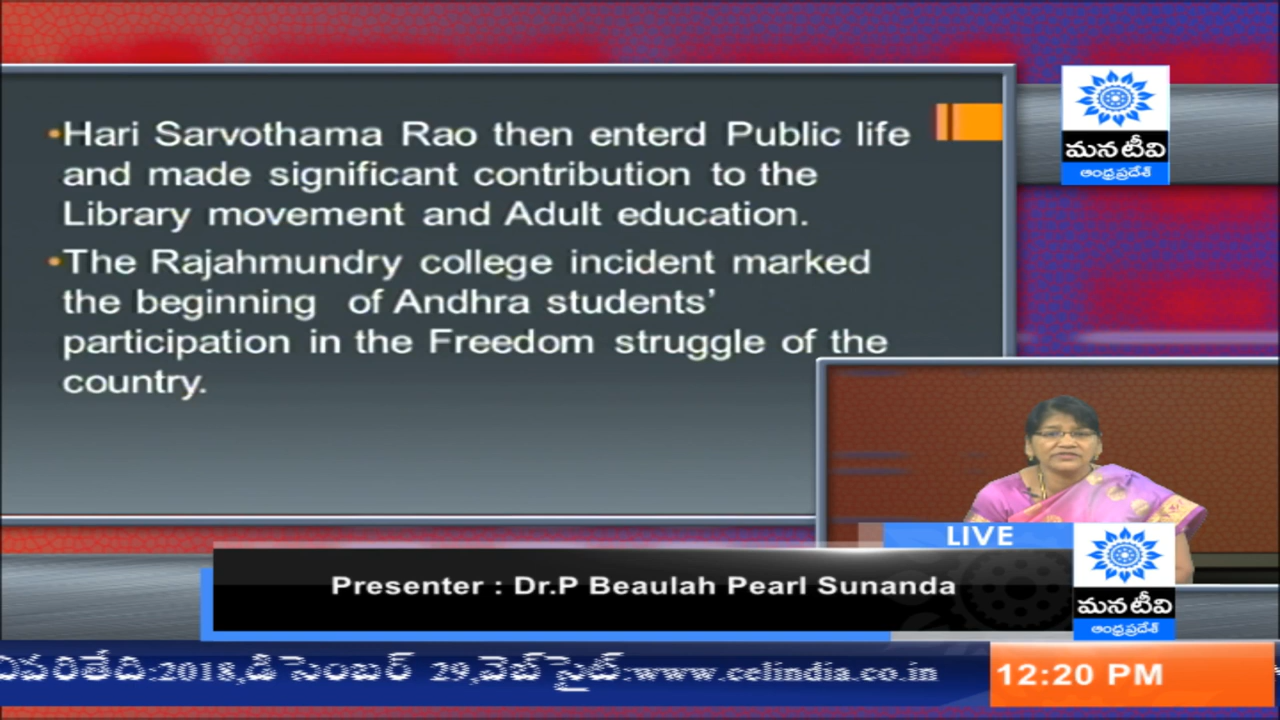 •Hari Sarvothama Rao then enterd Public life
and made significant contribution to the
Library movement and Adult education.
•The Rajahmundry college incident marked
the beginning of Andhra students’
participation in the Freedom struggle of the
country.
మన టీవి
ఆంధ్రప్రదేశ్
LIVE
Presenter : Dr.P Beaulah Pearl Sunanda
మన టీవి
ఆంధ్రప్రదేశ్
:2018,డిసెంబర్ 29,వెబ్ సైట్:www.celindia.co.in
12:20 PM